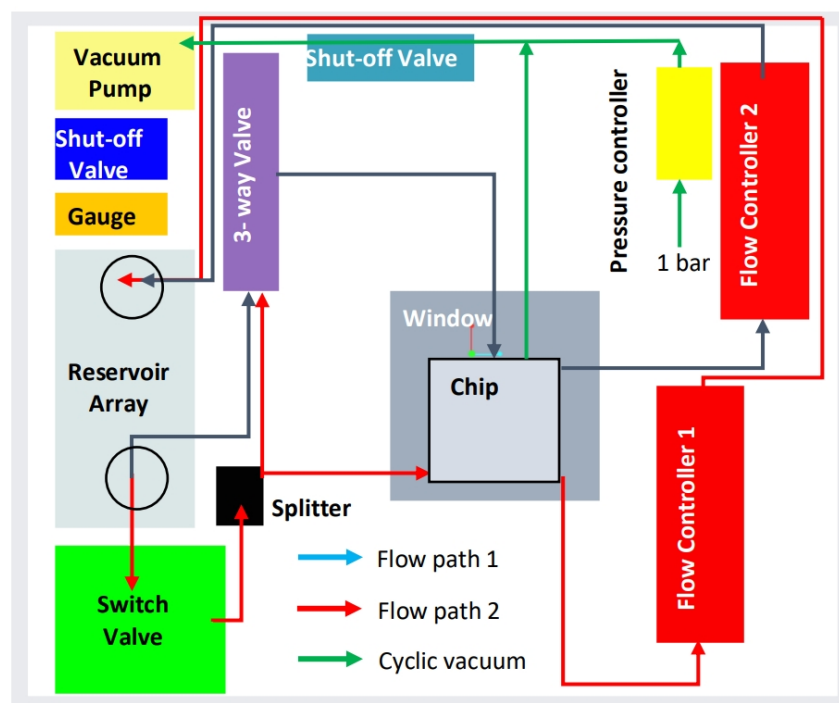 Vacuum
Pump
Shut-off Valve
Shut-off
Valve
Gauge
3- way Valve
Pressure controller
1 bar
Flow Controller 2
Window
Chip
Reservoir
Array
Flow Controller 1
Splitter
Switch
Valve
Flow path 1
Flow path 2
Cyclic vacuum